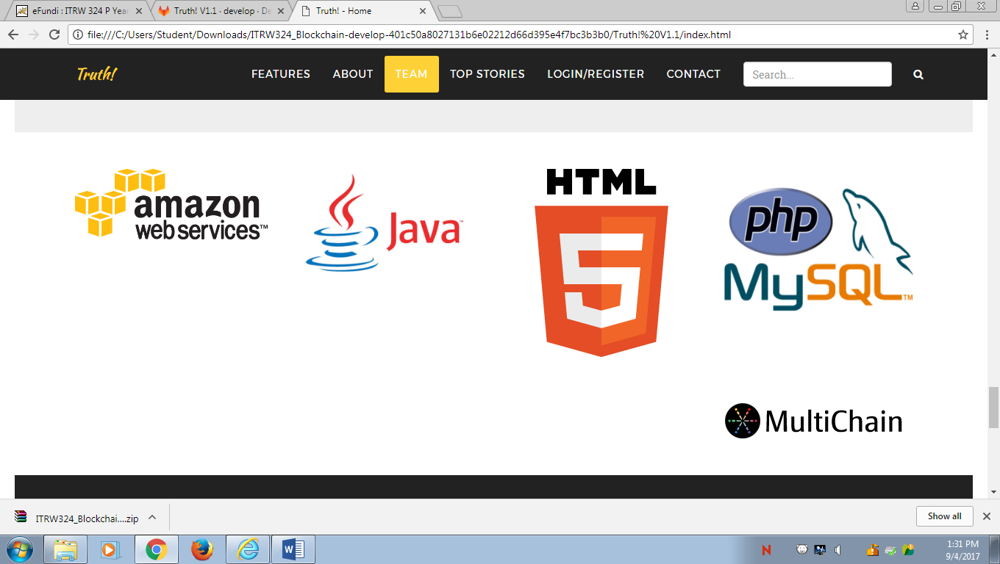 eFundi : ITRW 324 P Year
Truth! V1.1 · develop · De
Truth! - Home
file:///C:/Users/Student/Downloads/ITRW324_Blockchain-develop-401c50a8027131b6e02212d66d395e4f7bc3b3b0/Truth!%20V1.1/index.html
Truth! FEATURES ABOUT TEAM TOP STORIES LOGIN/REGISTER CONTACT Search...
amazon
web services™
Java™
HTML
5
php
MySQL™
MultiChain
ITRW324_Blockchai....zip
Show all
1:31 PM
9/4/2017